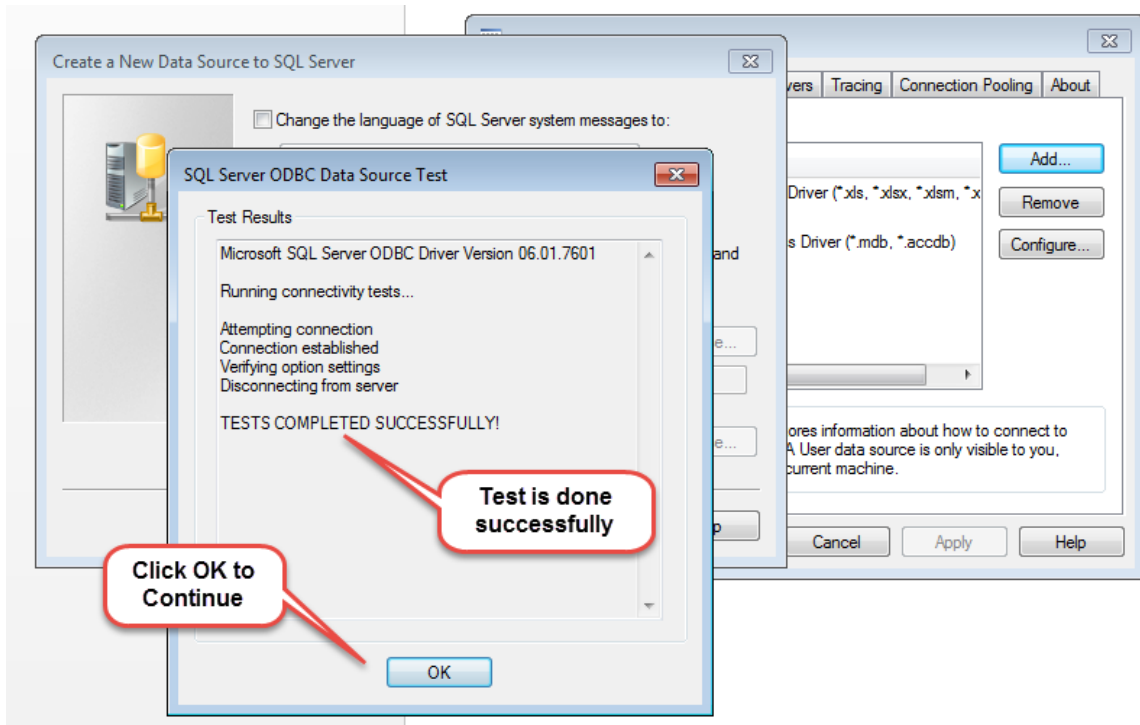 Create a New Data Source to SQL Server
Change the language of SQL Server system messages to:
SQL Server ODBC Data Source Test
Test Results
Microsoft SQL Server ODBC Driver Version 06.01.7601
Running connectivity tests...
Attempting connection
Connection established
Verifying option settings
Disconnecting from server
TESTS COMPLETED SUCCESSFULLY!
Test is done
successfully
Click OK to
Continue
OK
and
e...
e...
p
vers Tracing Connection Pooling About
Add...
Driver (*.xls, *.xlsx, *.xlsm, *.x
Remove
s Driver (*.mdb, *.accdb)
Configure...
ores information about how to connect to
A User data source is only visible to you,
current machine.
Cancel Apply Help